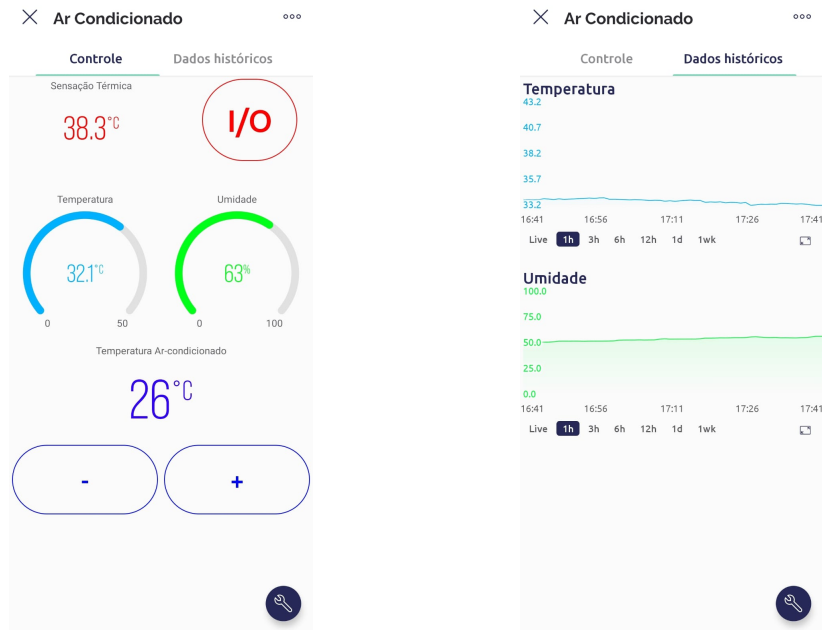 Ar Condicionado
Controle Dados históricos
Sensação Térmica
38.3°C
I/O
Temperatura Umidade
32.1°C 63%
0 50 0 100
Temperatura Ar-condicionado
26°C
- +
Ar Condicionado
Controle Dados históricos
Temperatura
43.2
40.7
38.2
35.7
33.2
16:41 16:56 17:11 17:26 17:41
Live 1h 3h 6h 12h 1d 1wk
Umidade
100.0
75.0
50.0
25.0
0.0
16:41 16:56 17:11 17:26 17:41
Live 1h 3h 6h 12h 1d 1wk